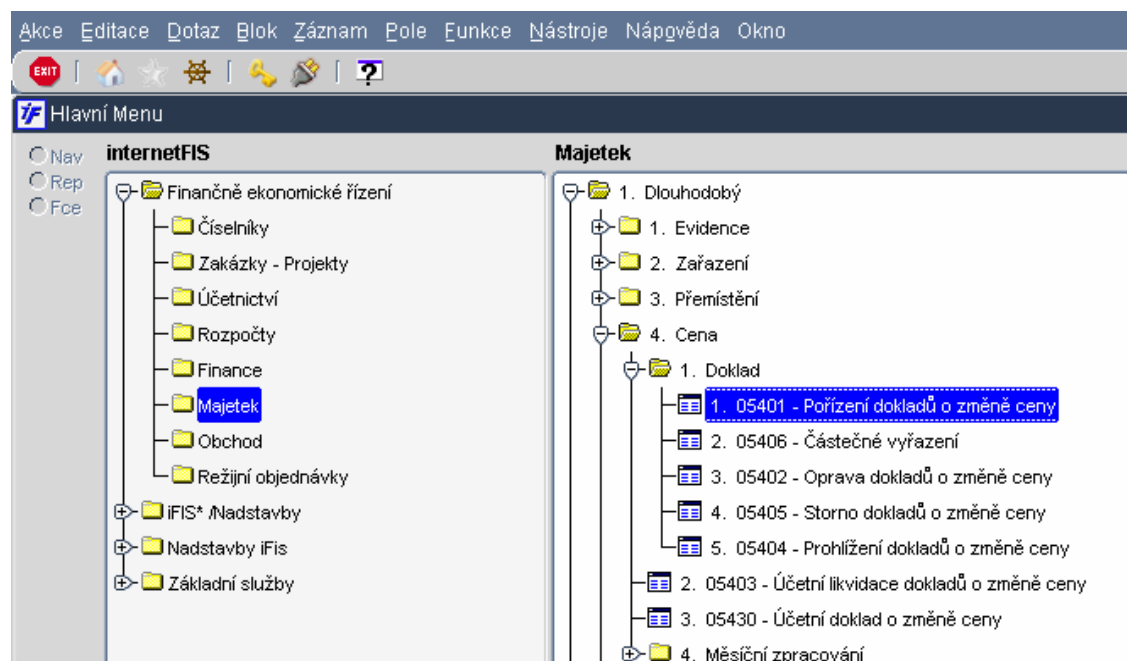 Akce Editace Dotaz Blok Záznam Pole Funkce Nástroje Nápověda Okno
EXIT ?
iF Hlavní Menu
Nav internetFIS Majetek
Rep
Fce
Finančně ekonomické řízení
Číselníky
Zakázky - Projekty
Účetnictví
Rozpočty
Finance
Majetek
Obchod
Režijní objednávky
iFIS* /Nadstavby
Nadstavby iFis
Základní služby
1. Dlouhodobý
1. Evidence
2. Zařazení
3. Přemístění
4. Cena
1. Doklad
1. 05401 - Pořízení dokladů o změně ceny
2. 05406 - Částečné vyřazení
3. 05402 - Oprava dokladů o změně ceny
4. 05405 - Storno dokladů o změně ceny
5. 05404 - Prohlížení dokladů o změně ceny
2. 05403 - Účetní likvidace dokladů o změně ceny
3. 05430 - Účetní doklad o změně ceny
4. Měsíční zpracování